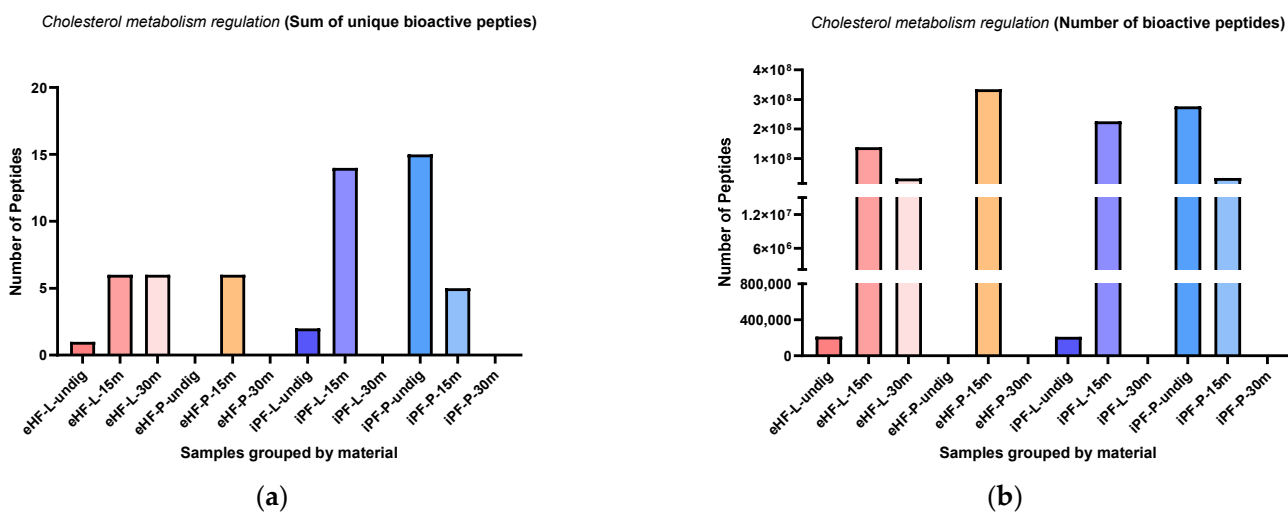 Cholesterol metabolism regulation (Sum of unique bioactive pepties)
Number of Peptides
20
15
10
5
0
eHF-L-undig
eHF-L-15m
eHF-L-30m
eHF-P-undig
eHF-P-15m
eHF-P-30m
iPF-L-undig
iPF-L-15m
iPF-L-30m
iPF-P-undig
iPF-P-15m
iPF-P-30m
Samples grouped by material
(a)
Cholesterol metabolism regulation (Number of bioactive peptides)
Number of Peptides
4×10⁸
3×10⁸
2×10⁸
1×10⁸
1.2×10⁷
6×10⁶
800,000
400,000
0
eHF-L-undig
eHF-L-15m
eHF-L-30m
eHF-P-undig
eHF-P-15m
eHF-P-30m
iPF-L-undig
iPF-L-15m
iPF-L-30m
iPF-P-undig
iPF-P-15m
iPF-P-30m
Samples grouped by material
(b)